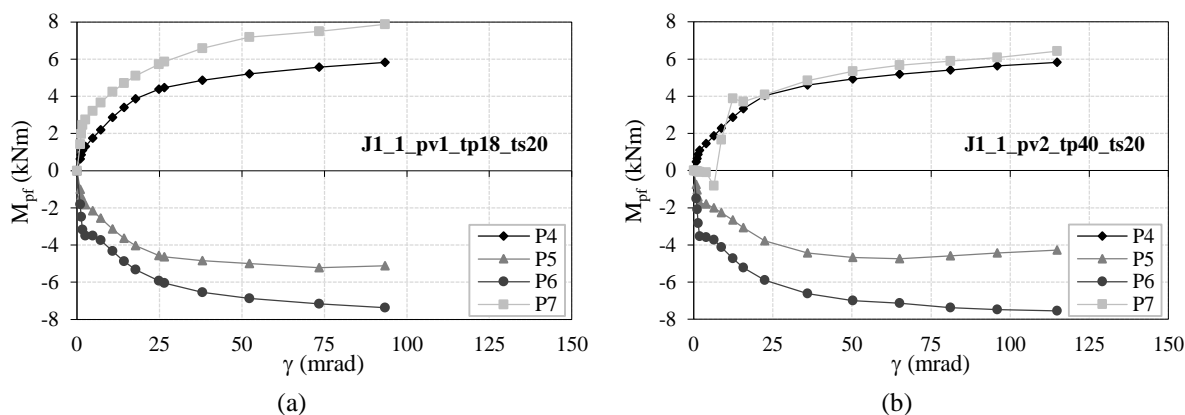 8
6
4
2
0
-2
-4
-6
-8
M_pf (kNm)
J1_1_pv1_tp18_ts20
P4
P5
P6
P7
0 25 50 75 100 125 150
γ (mrad)
(a)
8
6
4
2
0
-2
-4
-6
-8
M_pf (kNm)
J1_1_pv2_tp40_ts20
P4
P5
P6
P7
0 25 50 75 100 125 150
γ (mrad)
(b)